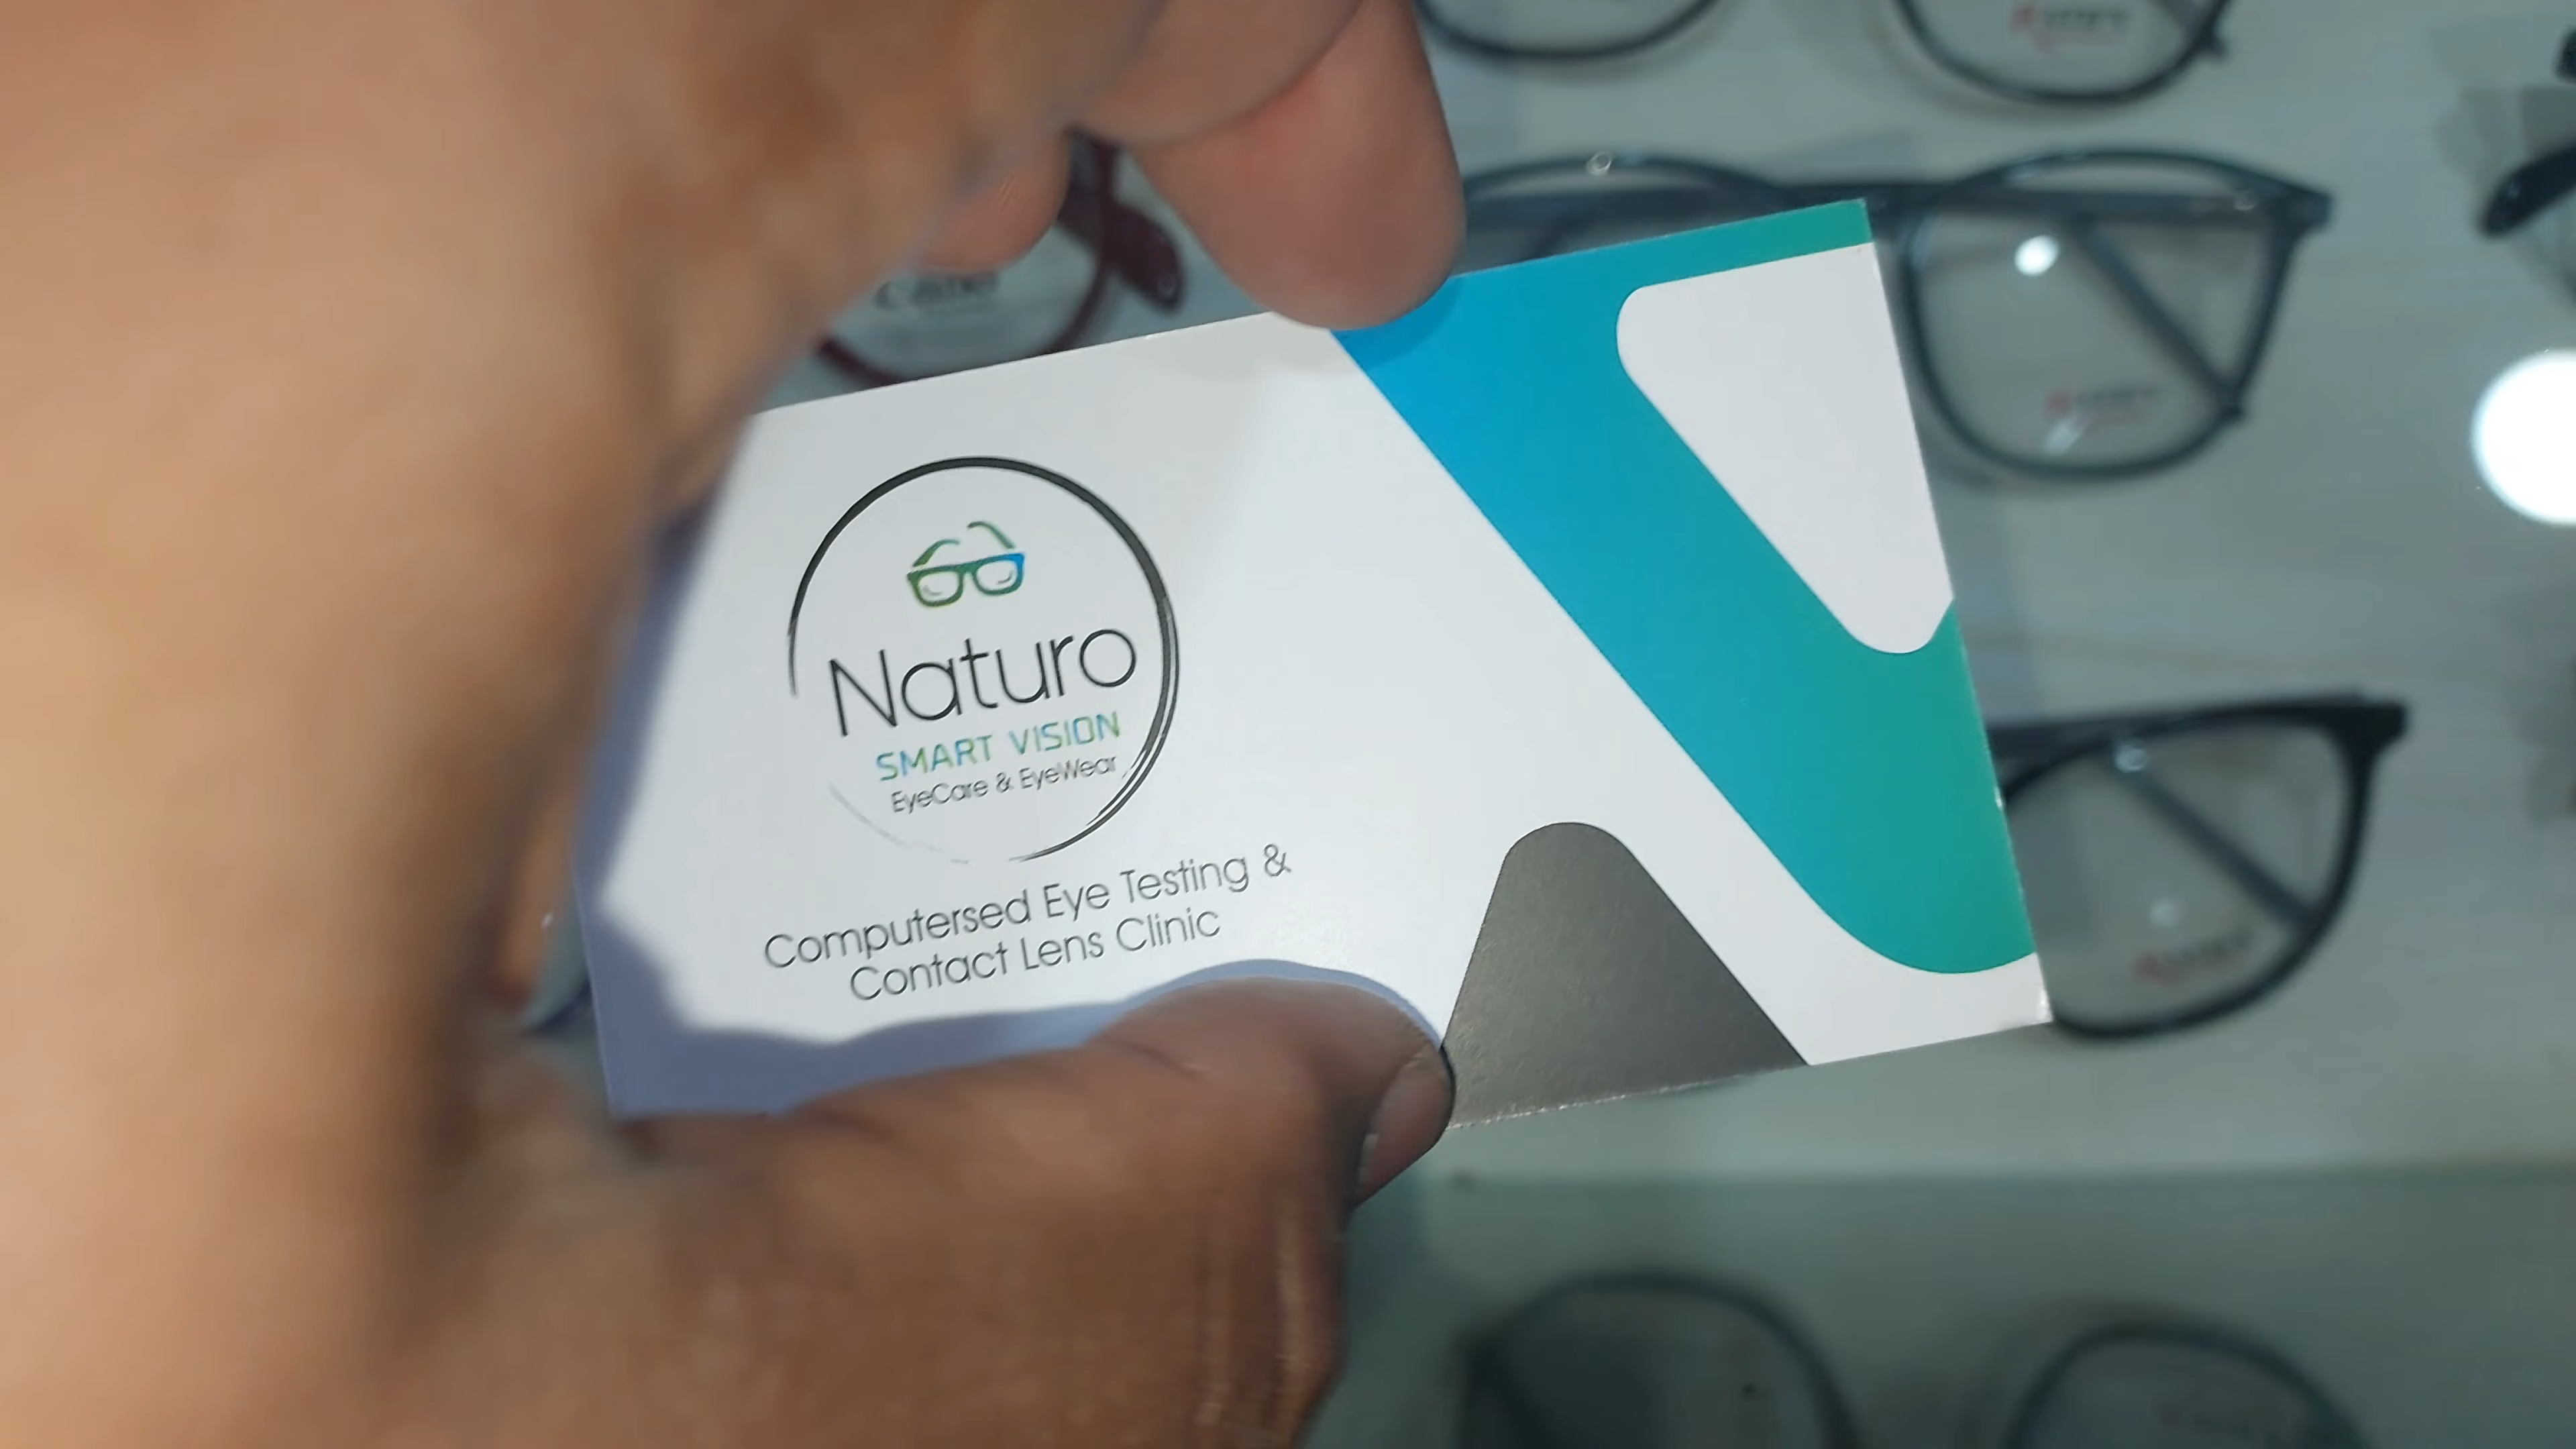 Naturo
SMART VISION
EyeCare & EyeWear
Computersed Eye Testing &
Contact Lens Clinic